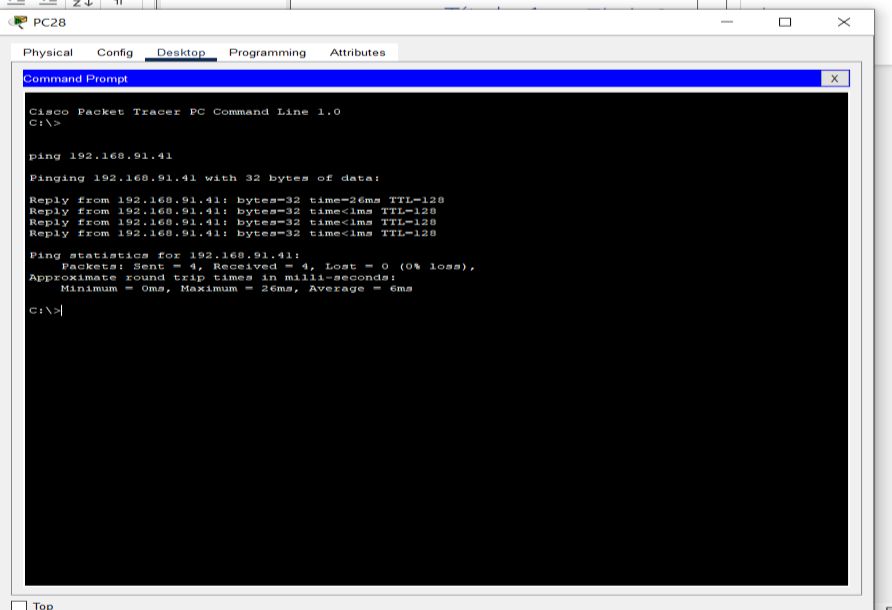 PC28
Physical Config Desktop Programming Attributes
Command Prompt
X
Cisco Packet Tracer PC Command Line 1.0
C:\>
ping 192.168.91.41
Pinging 192.168.91.41 with 32 bytes of data:
Reply from 192.168.91.41: bytes=32 time=26ms TTL=128
Reply from 192.168.91.41: bytes=32 time<1ms TTL=128
Reply from 192.168.91.41: bytes=32 time<1ms TTL=128
Reply from 192.168.91.41: bytes=32 time<1ms TTL=128
Ping statistics for 192.168.91.41:
Packets: Sent = 4, Received = 4, Lost = 0 (0% loss),
Approximate round trip times in milli-seconds:
Minimum = 0ms, Maximum = 26ms, Average = 6ms
C:\>
Top